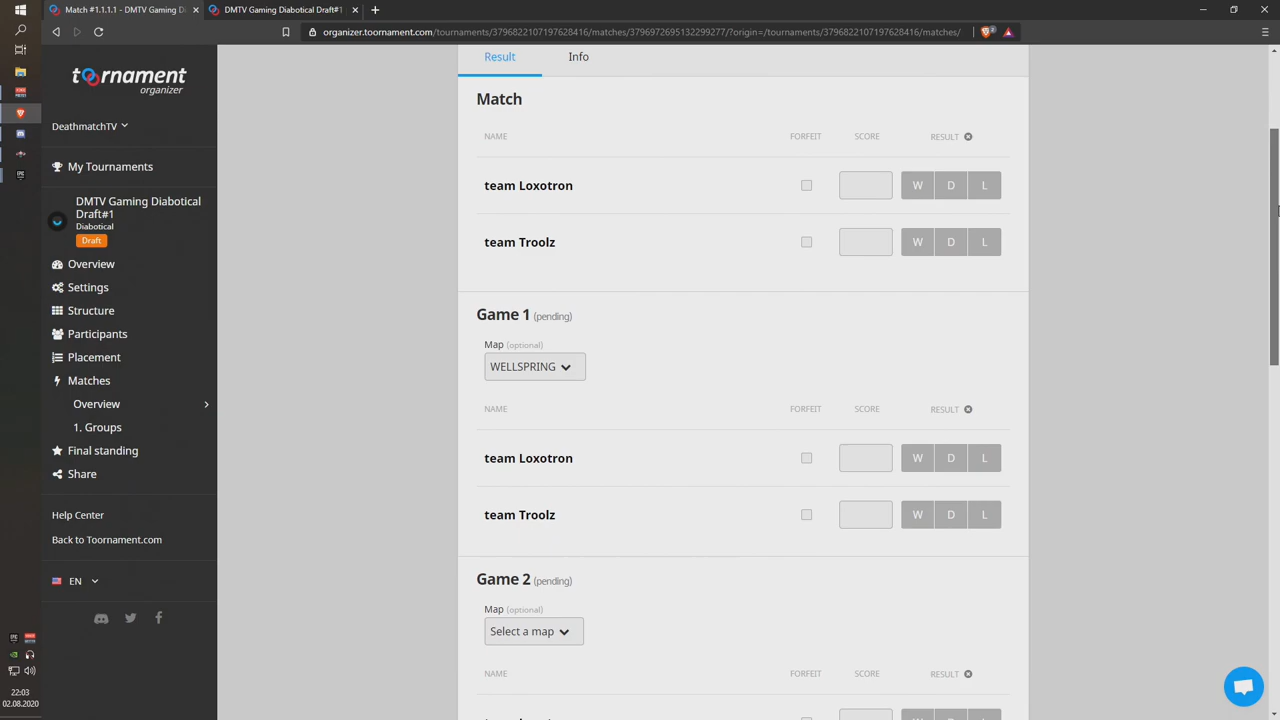 Match #1.1.1.1 - DMTV Gaming D
DMTV Gaming Diabotical Draft#1
organizer.toornament.com/tournaments/3796822107197628416/matches/3796972695132299277/?origin=/tournaments/3796822107197628416/matches/
toornament
organizer
DeathmatchTV
My Tournaments
DMTV Gaming Diabotical
Draft#1
Diabotical
Draft
Overview
Settings
Structure
Participants
Placement
Matches
Overview
1. Groups
Final standing
Share
Help Center
Back to Toornament.com
EN
22:03
02.08.2020
Result
Info
Match
NAME FORFEIT SCORE RESULT
team Loxotron W D L
team Troolz W D L
Game 1 (pending)
Map (optional)
WELLSPRING
NAME FORFEIT SCORE RESULT
team Loxotron W D L
team Troolz W D L
Game 2 (pending)
Map (optional)
Select a map
NAME FORFEIT SCORE RESULT